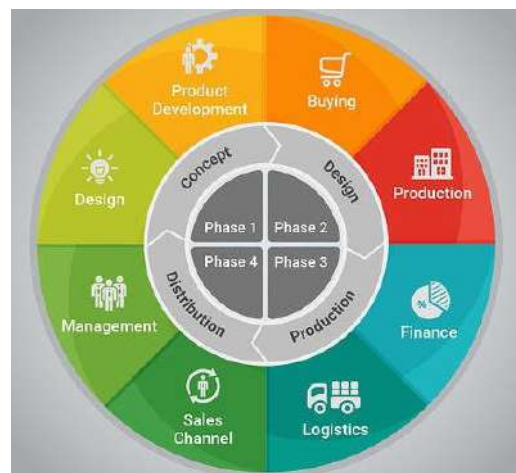 Product
Development
Buying
Design
Production
Concept
Design
Phase 1
Phase 2
Phase 4
Phase 3
Distribution
Production
Management
Finance
Sales
Channel
Logistics
%